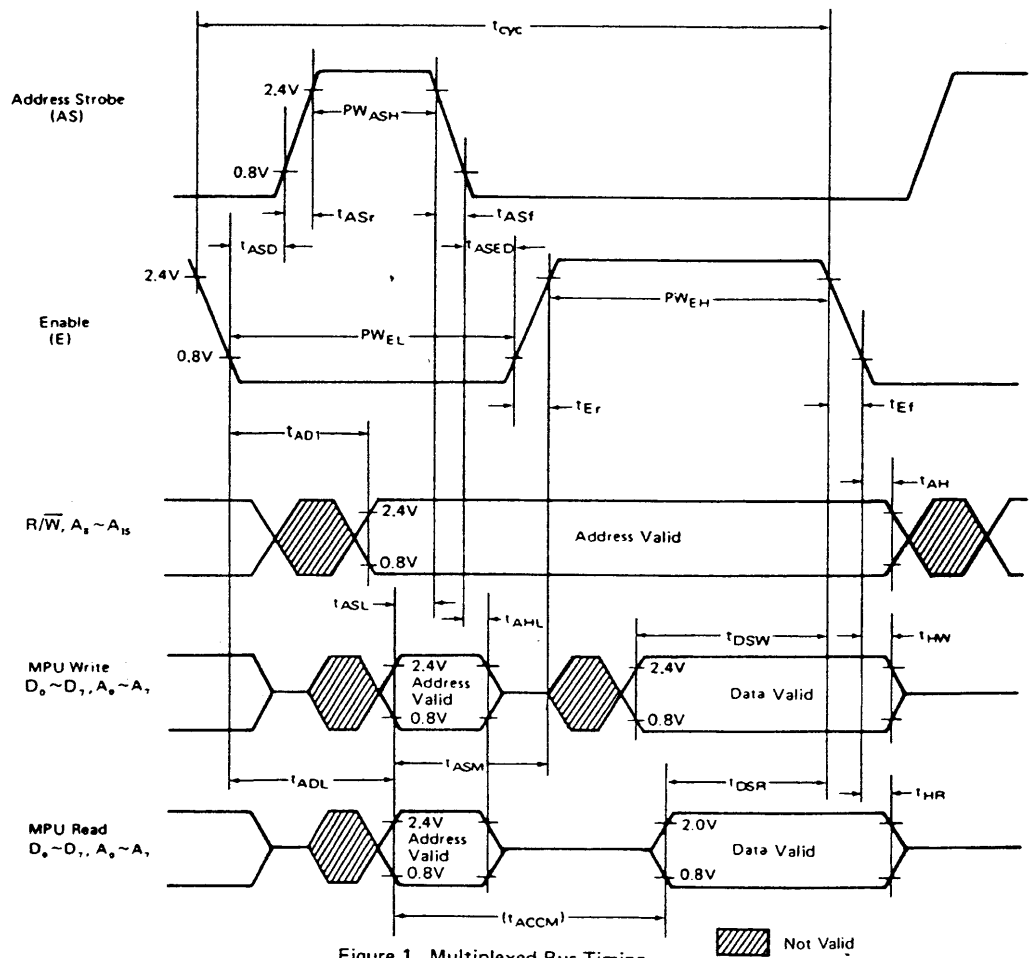 tcyc
Address Strobe
(AS)
2.4V
PWASH
0.8V
tASr
tASf
tASD
tASED
2.4V
Enable
(E)
PWEH
PWEL
0.8V
tEr
tEf
tAD1
tAH
R/W̅, A₈~A₁₅
2.4V
Address Valid
0.8V
tASL
tAHL
tDSW
tHW
MPU Write
D₀~D₇, A₀~A₇
2.4V
Address
Valid
0.8V
2.4V
Data Valid
0.8V
tADL
tASM
tDSR
tHR
MPU Read
D₀~D₇, A₀~A₇
2.4V
Address
Valid
0.8V
2.0V
Data Valid
0.8V
(tACCM)
Figure 1 Multiplexed Bus Timing
Not Valid